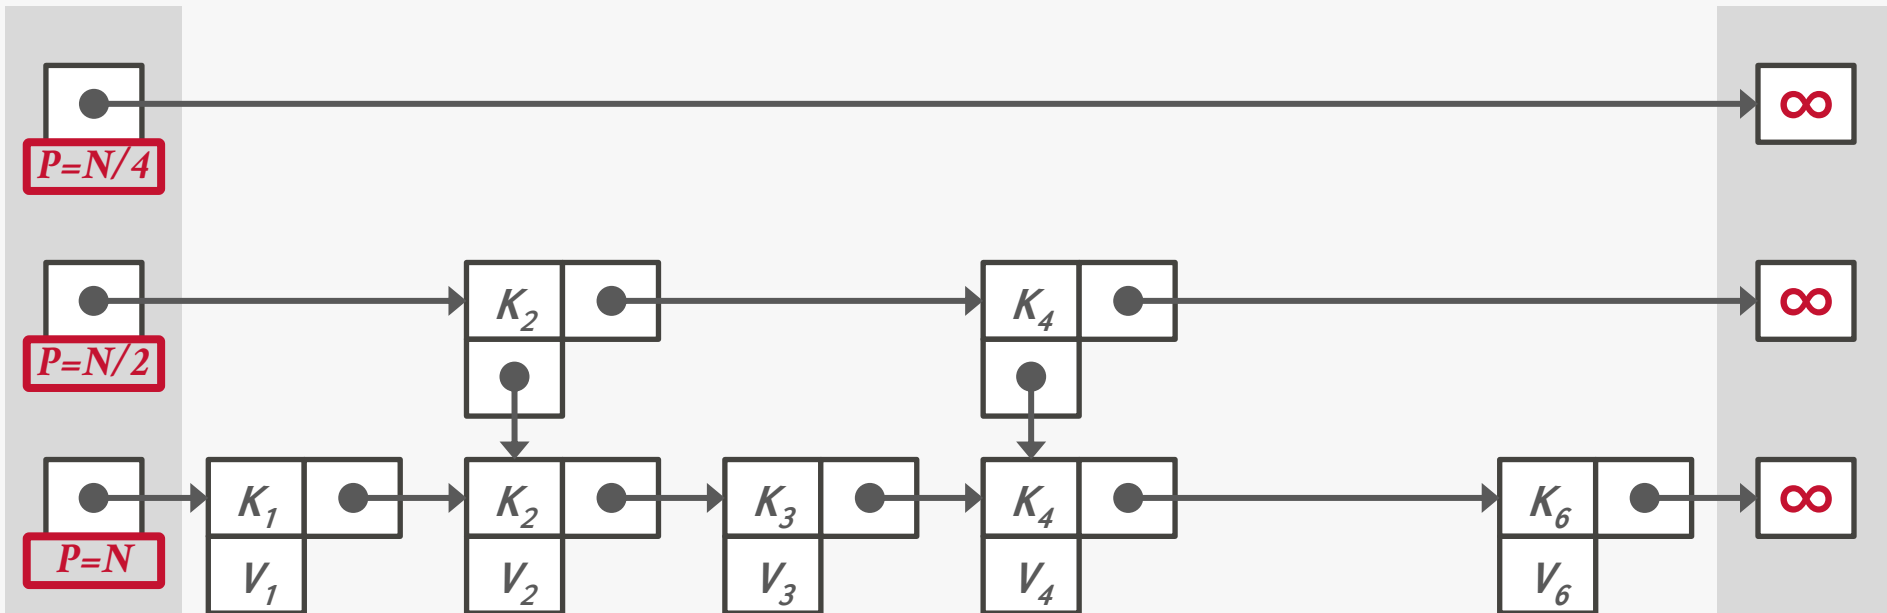 ∞
P=N/4
K₂ K₄ ∞
P=N/2
K₁ K₂ K₃ K₄ K₆ ∞
P=N
V₁ V₂ V₃ V₄ V₆